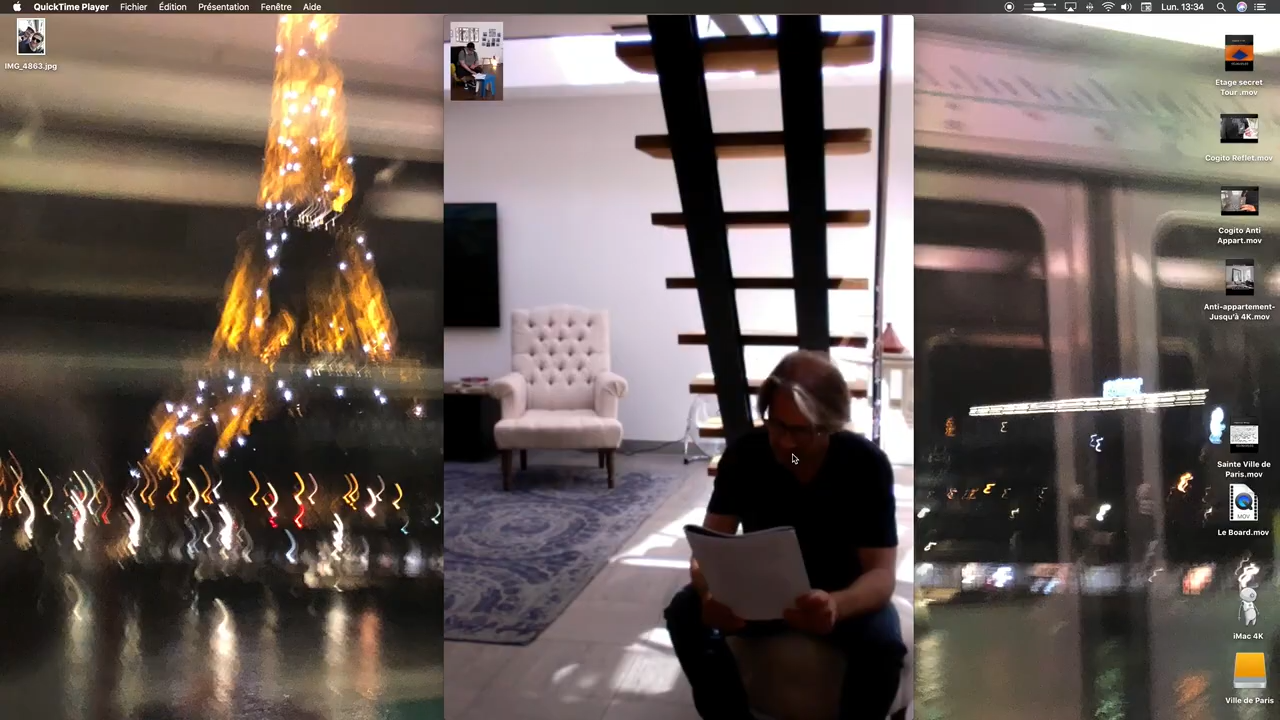 QuickTime Player Fichier Édition Présentation Fenêtre Aide Lun. 13:34
IMG_4863.jpg
Etage secret
Tour .mov
Cogito Reflet.mov
Cogito Anti
Appart.mov
Anti-appartement-
Jusqu'à 4K.mov
Sainte Ville de
Paris.mov
MOV
Le Board.mov
iMac 4K
Ville de Paris